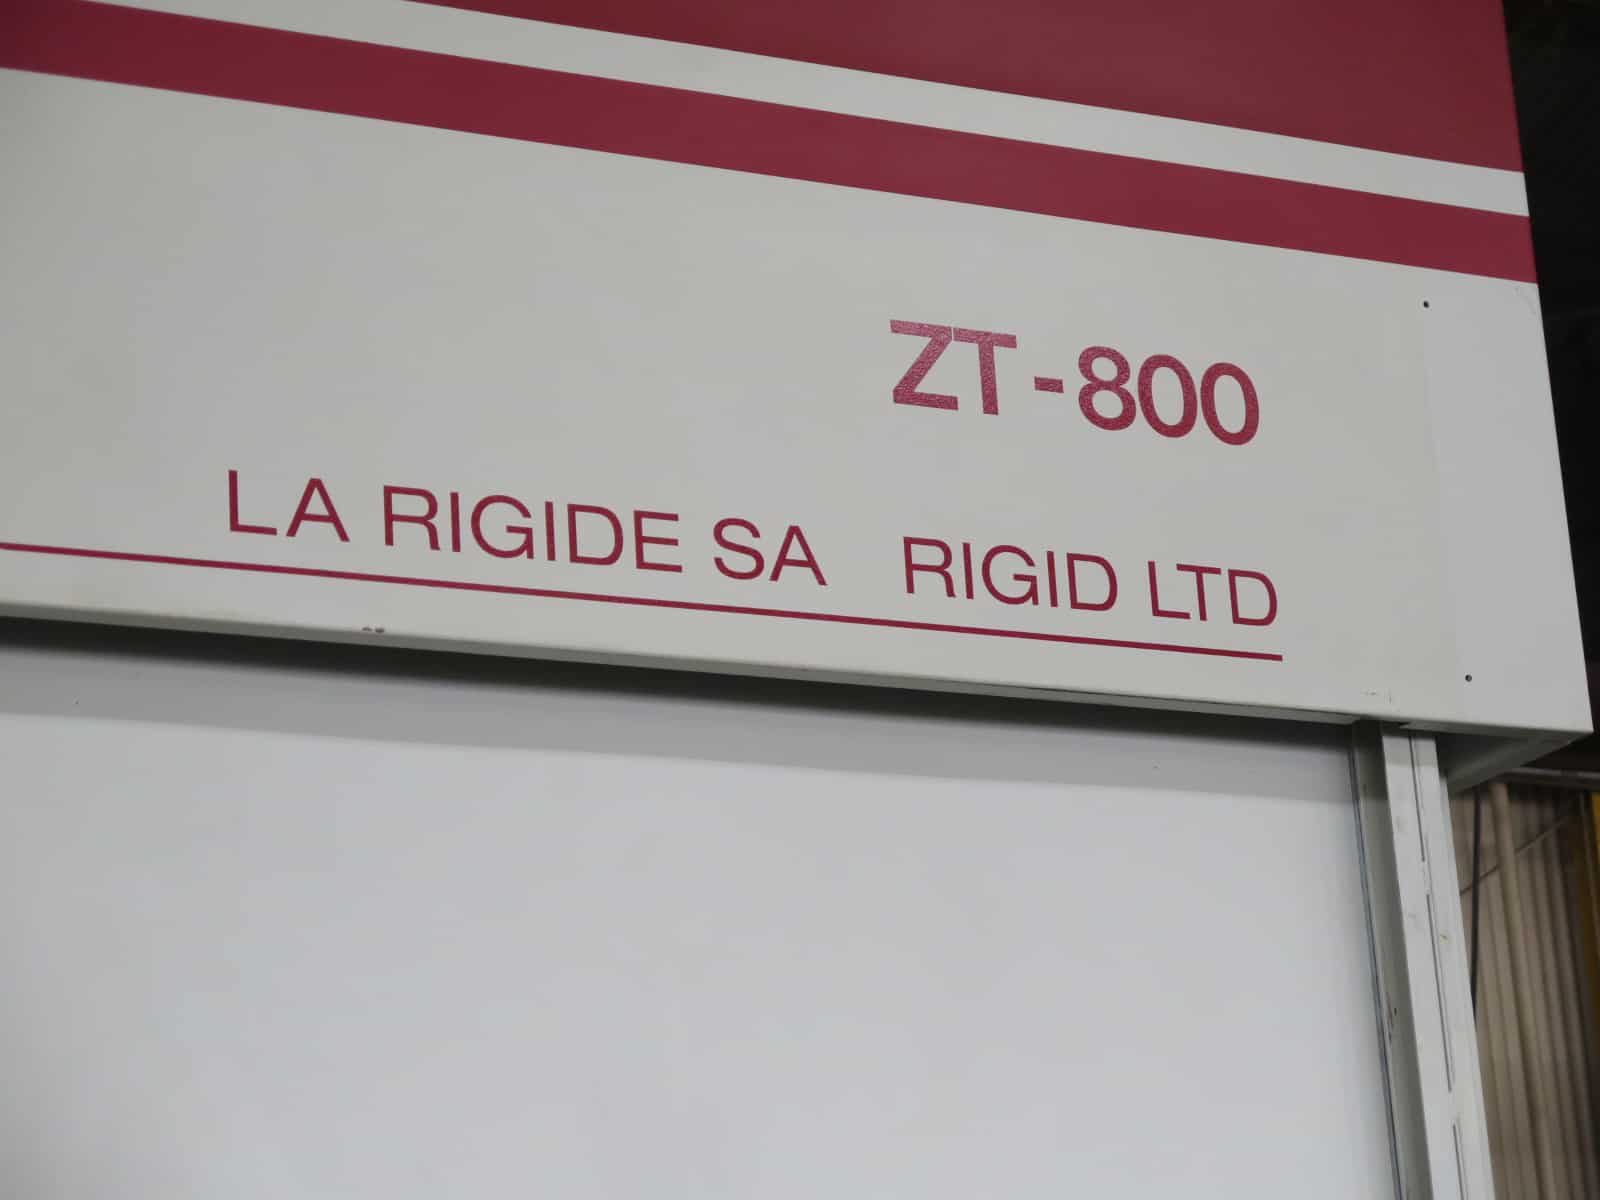 ZT-800
LA RIGIDE SA RIGID LTD